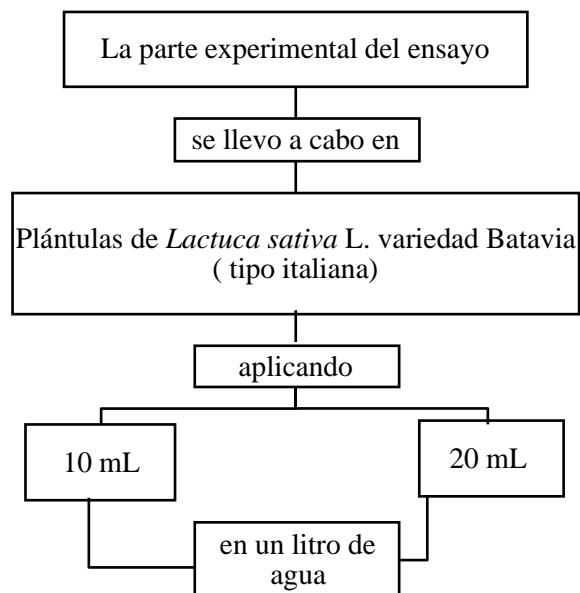 La parte experimental del ensayo
se llevo a cabo en
Plántulas de Lactuca sativa L. variedad Batavia
( tipo italiana)
aplicando
10 mL
20 mL
en un litro de
agua